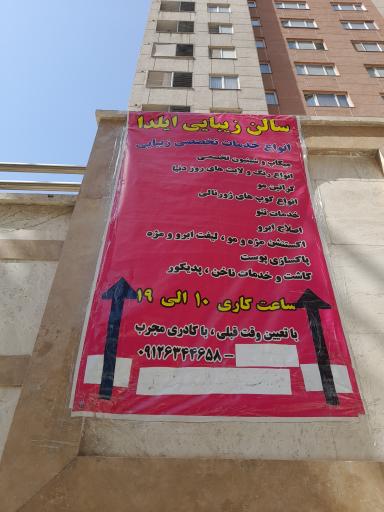 سالن زیبایی ایلدا
انواع خدمات تخصصی زیبایی
میکاپ و شینیون تخصصی
انواع رنگ و لایت های روز دنیا
کراتی مو
انواع کوپ های ژورنالی
خدمات تتو
اصلاح ابرو
اکستنشن مژه و مو ، لیفت ابرو و مژه
پاکسازی پوست
کاشت و خدمات ناخن ، پدیکور
ساعت کاری ۱۰ الی ۱۹
با تعیین وقت قبلی ، با کادری مجرب
۰۹۱۲۶۳۴۴۶۵۸ –